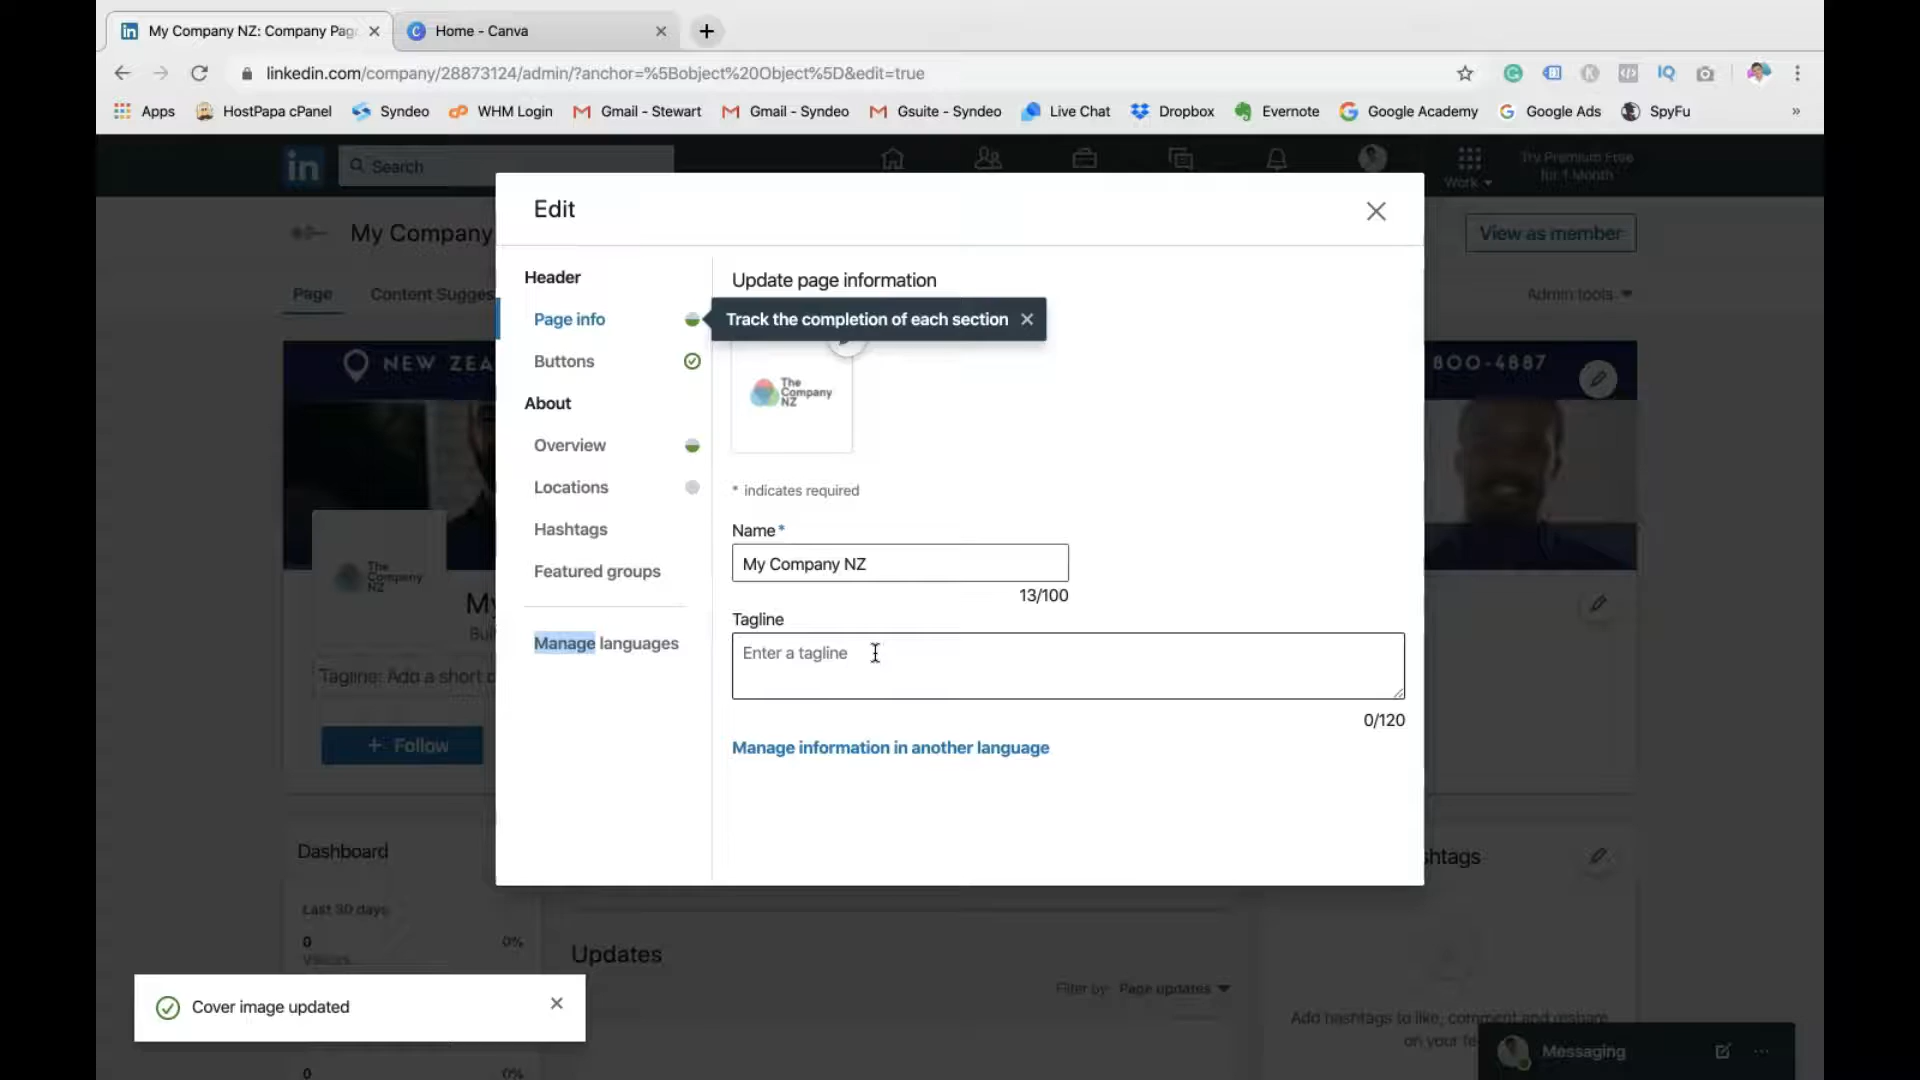 My Company NZ: Company Pag
Home - Canva
linkedin.com/company/28873124/admin/?anchor=%5Bobject%20Object%5D&edit=true
Apps
HostPapa cPanel
Syndeo
WHM Login
Gmail - Stewart
Gmail - Syndeo
Gsuite - Syndeo
Live Chat
Dropbox
Evernote
Google Academy
Google Ads
SpyFu
»
in
Search
Work
Try Premium Free
for 1 Month
My Company
View as member
Page
Content Sugges
Admin tools
Edit
Header
Page info
Buttons
About
Overview
Locations
Hashtags
Featured groups
Manage languages
Update page information
Track the completion of each section
The
Company
NZ
* indicates required
Name*
My Company NZ
13/100
Tagline
Enter a tagline
0/120
Manage information in another language
NEW ZEA
800-4887
The
Company
NZ
My
Bui
Tagline: Add a short d
+ Follow
Dashboard
Last 30 days
0
0%
Visitors
0
0%
Updates
Filter by: Page updates
htags
Add hashtags to like, comment and reshare
on your fe
Cover image updated
Messaging